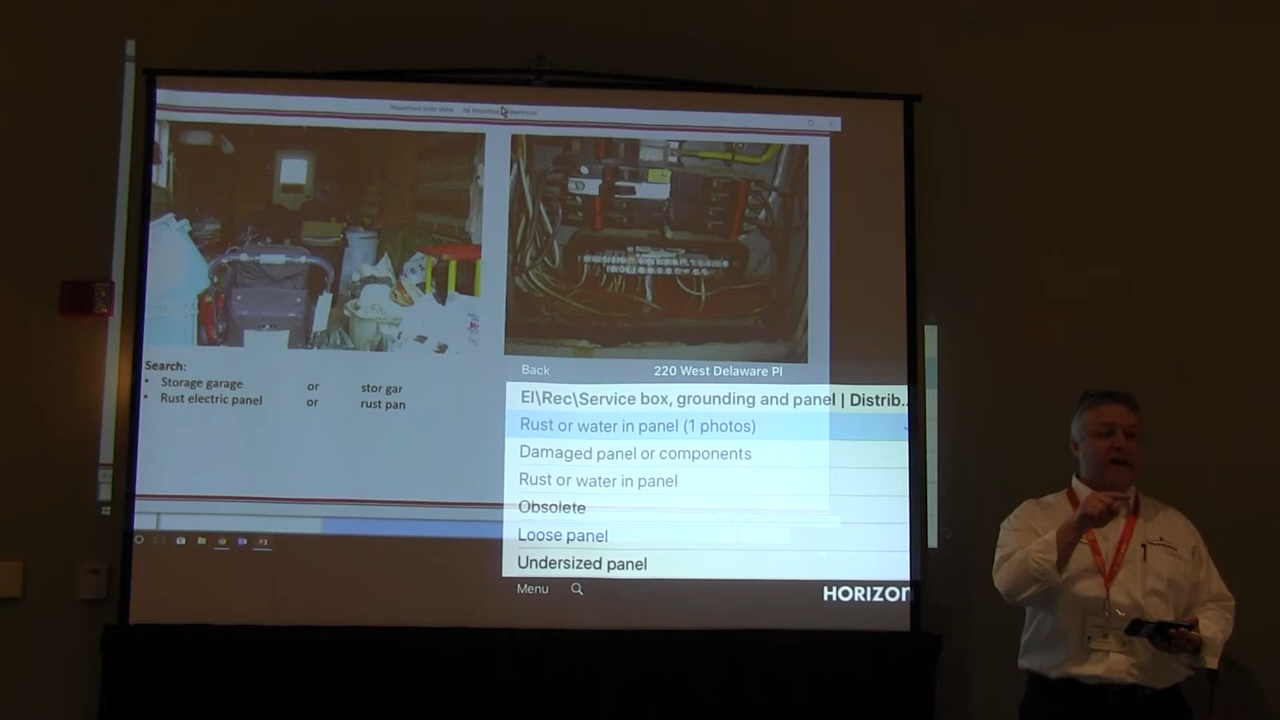 Search:
• Storage garage or stor gar
• Rust electric panel or rust pan
Back 220 West Delaware Pl
El\Rec\Service box, grounding and panel | Distrib..
Rust or water in panel (1 photos)
Damaged panel or components
Rust or water in panel
Obsolete
Loose panel
Undersized panel
Menu
HORIZON